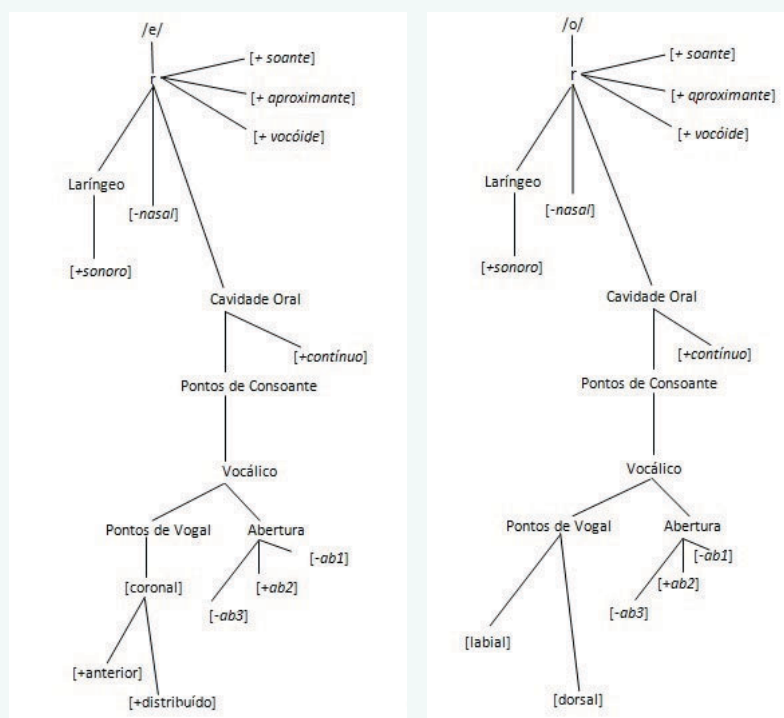 /e/
r
[+ soante]
[+ aproximante]
[+ vocóide]
Laríngeo
[-nasal]
[+sonoro]
Cavidade Oral
[+contínuo]
Pontos de Consoante
Vocálico
Pontos de Vogal
Abertura
[-ab1]
[coronal]
[+ab2]
[-ab3]
[+anterior]
[+distribuído]
/o/
r
[+ soante]
[+ aproximante]
[+ vocóide]
Laríngeo
[-nasal]
[+sonoro]
Cavidade Oral
[+contínuo]
Pontos de Consoante
Vocálico
Pontos de Vogal
Abertura
[-ab1]
[+ab2]
[-ab3]
[labial]
[dorsal]